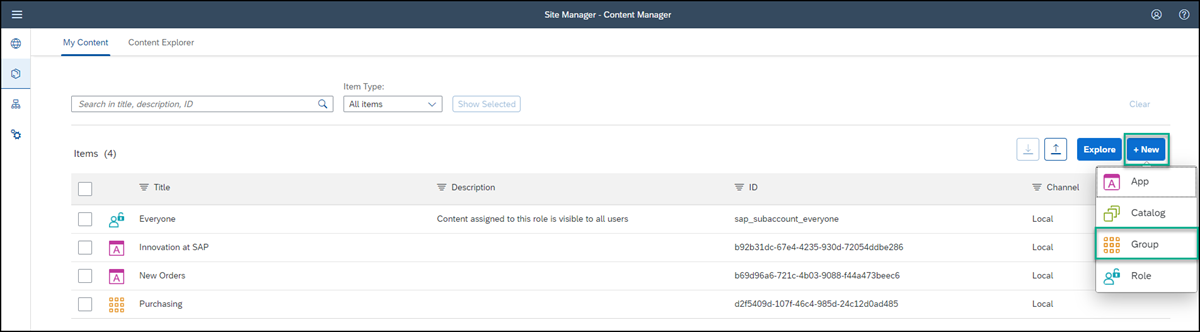 Site Manager - Content Manager
My Content Content Explorer
Item Type:
Search in title, description, ID All items Show Selected Clear
Items (4) Explore + New
Title Description ID Channel
App
Catalog
Group
Role
Everyone Content assigned to this role is visible to all users sap_subaccount_everyone Local
Innovation at SAP b92b31dc-67e4-4235-930d-72054ddbe286 Local
New Orders b69d96a6-721c-4b03-9088-f44a473beec6 Local
Purchasing d2f5409d-107f-46c4-985d-24c12d0ad485 Local